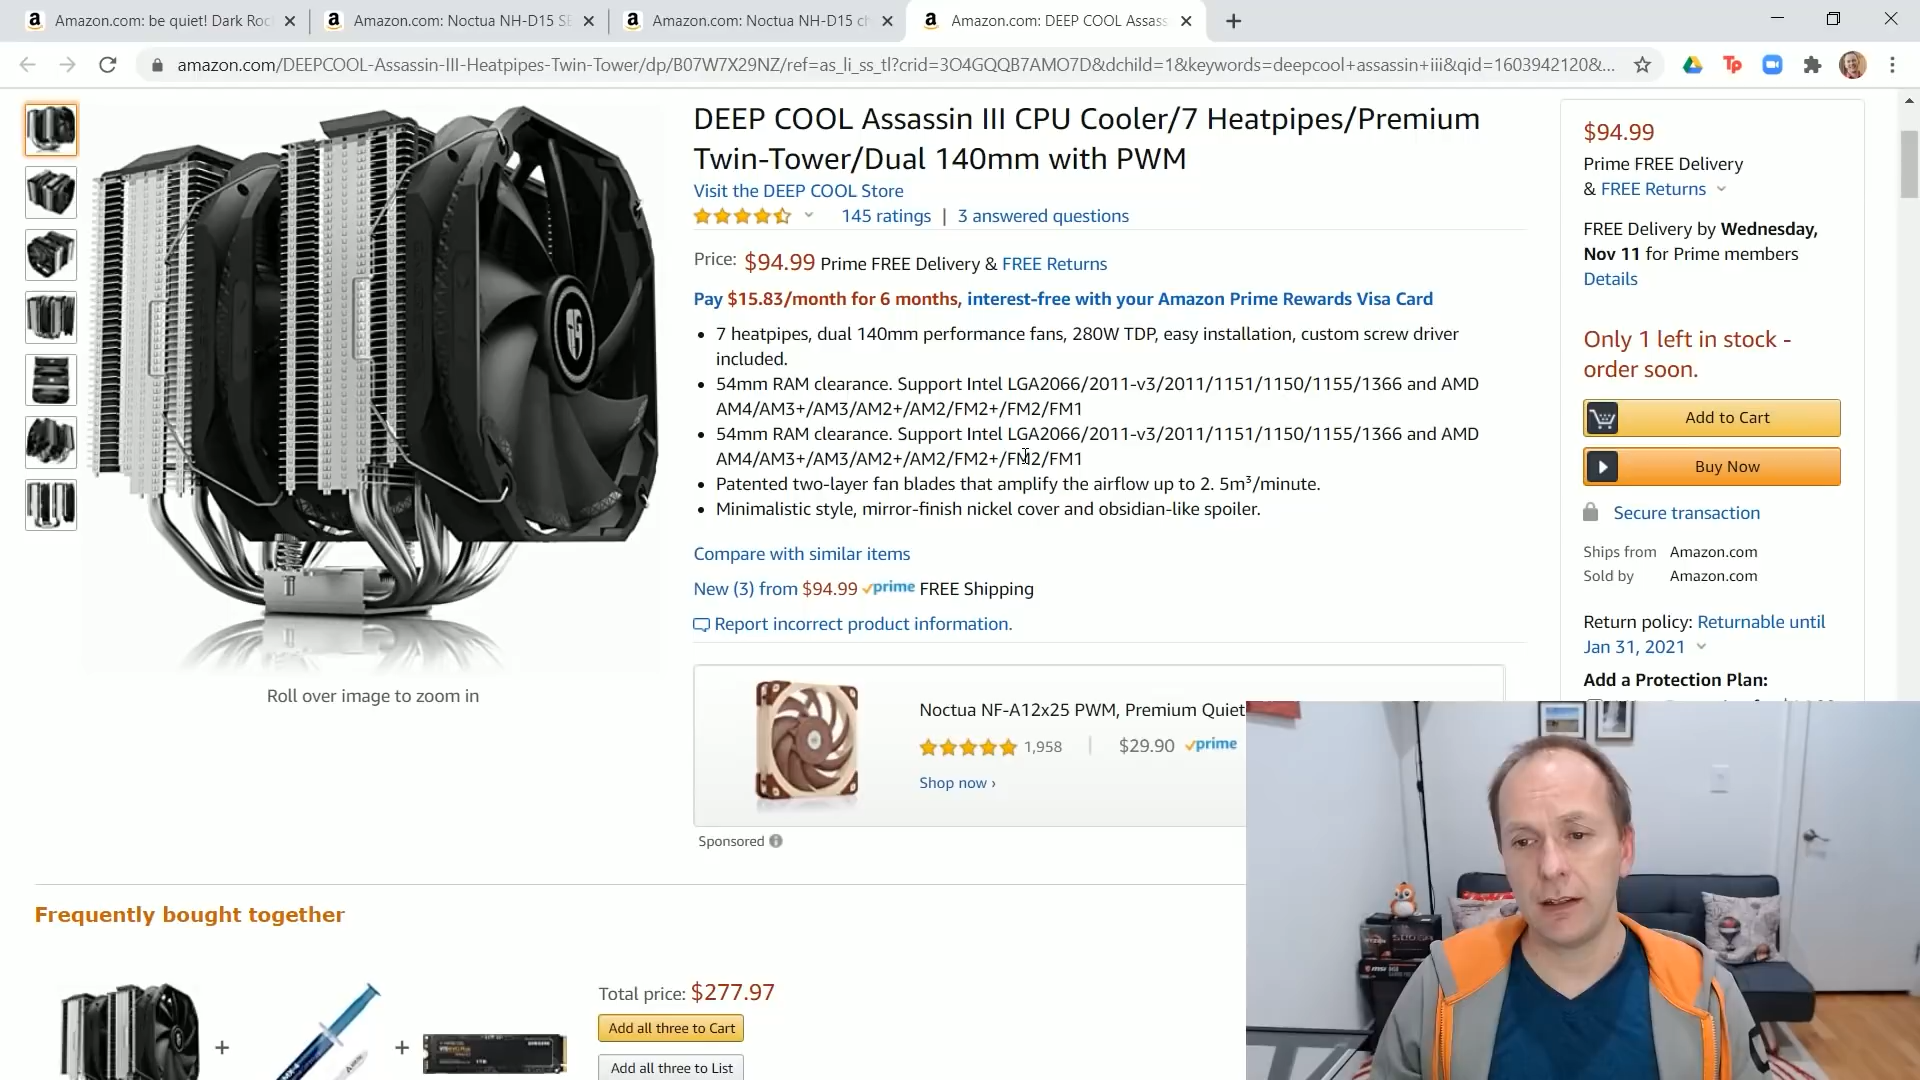 Amazon.com: be quiet! Dark Roc
Amazon.com: Noctua NH-D15 SE
Amazon.com: Noctua NH-D15 ch
Amazon.com: DEEP COOL Assass
amazon.com/DEEPCOOL-Assassin-III-Heatpipes-Twin-Tower/dp/B07W7X29NZ/ref=as_li_ss_tl?crid=3O4GQQB7AMO7D&dchild=1&keywords=deepcool+assassin+iii&qid=1603942120&...
DEEP COOL Assassin III CPU Cooler/7 Heatpipes/Premium
Twin-Tower/Dual 140mm with PWM
Visit the DEEP COOL Store
145 ratings | 3 answered questions
Price: $94.99 Prime FREE Delivery & FREE Returns
Pay $15.83/month for 6 months, interest-free with your Amazon Prime Rewards Visa Card
• 7 heatpipes, dual 140mm performance fans, 280W TDP, easy installation, custom screw driver
included.
• 54mm RAM clearance. Support Intel LGA2066/2011-v3/2011/1151/1150/1155/1366 and AMD
AM4/AM3+/AM3/AM2+/AM2/FM2+/FM2/FM1
• 54mm RAM clearance. Support Intel LGA2066/2011-v3/2011/1151/1150/1155/1366 and AMD
AM4/AM3+/AM3/AM2+/AM2/FM2+/FM2/FM1
• Patented two-layer fan blades that amplify the airflow up to 2. 5m³/minute.
• Minimalistic style, mirror-finish nickel cover and obsidian-like spoiler.
Compare with similar items
New (3) from $94.99 prime FREE Shipping
Report incorrect product information.
Roll over image to zoom in
Noctua NF-A12x25 PWM, Premium Quiet
1,958 | $29.90 prime
Shop now ›
Sponsored
$94.99
Prime FREE Delivery
& FREE Returns
FREE Delivery by Wednesday,
Nov 11 for Prime members
Details
Only 1 left in stock -
order soon.
Add to Cart
Buy Now
Secure transaction
Ships from Amazon.com
Sold by Amazon.com
Return policy: Returnable until
Jan 31, 2021
Add a Protection Plan:
Frequently bought together
+
+
Total price: $277.97
Add all three to Cart
Add all three to List
SAMSUNG
RYZEN
msi